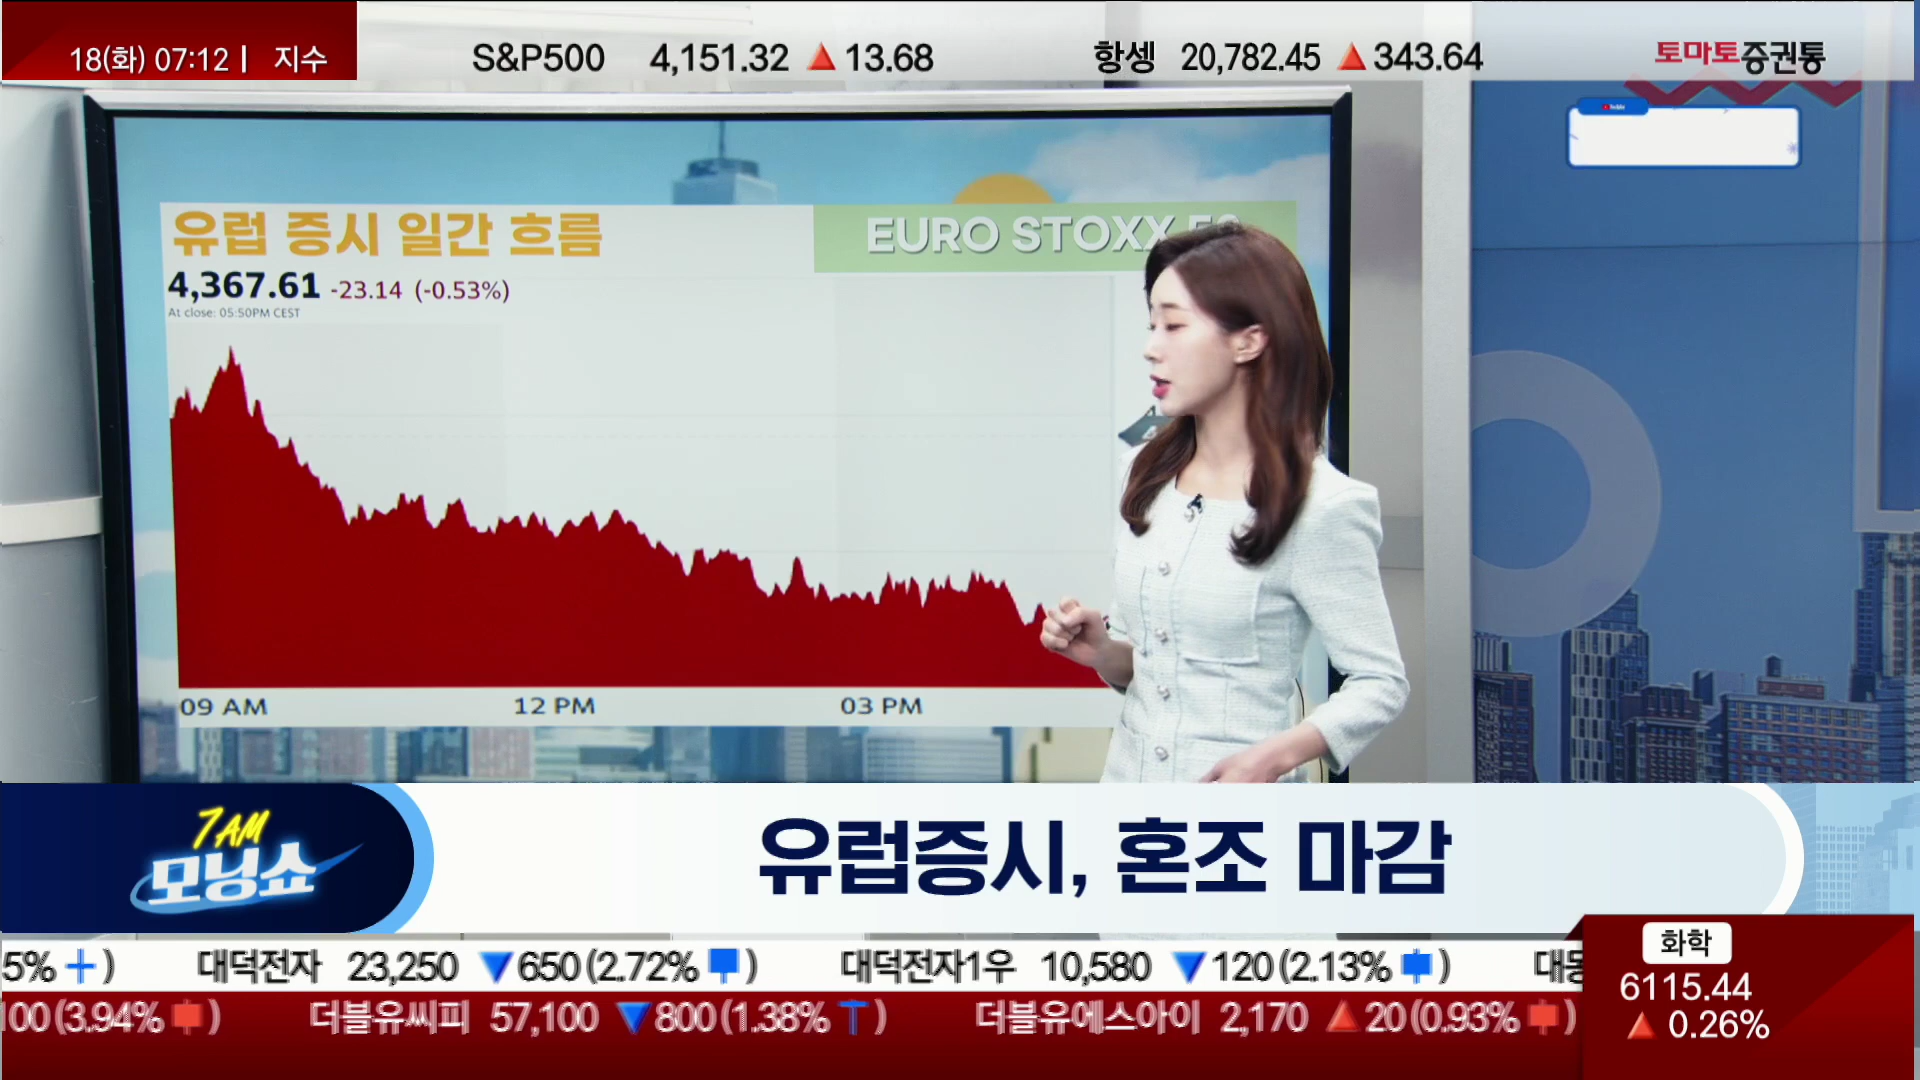 18(화) 07:12 | 지수
S&P500 4,151.32 ▲ 13.68
항셍 20,782.45 ▲ 343.64
토마토증권통
유럽 증시 일간 흐름
EURO STOXX
4,367.61 -23.14 (-0.53%)
At close: 05:50PM CEST
09 AM 12 PM 03 PM
7AM
모닝쇼
유럽증시, 혼조 마감
5% ) 대덕전자 23,250 ▼650(2.72% ) 대덕전자1우 10,580 ▼120(2.13% )
100(3.94% ) 더블유씨피 57,100 ▼800(1.38% ) 더블유에스아이 2,170 ▲20(0.93% )
화학
6115.44
▲ 0.26%